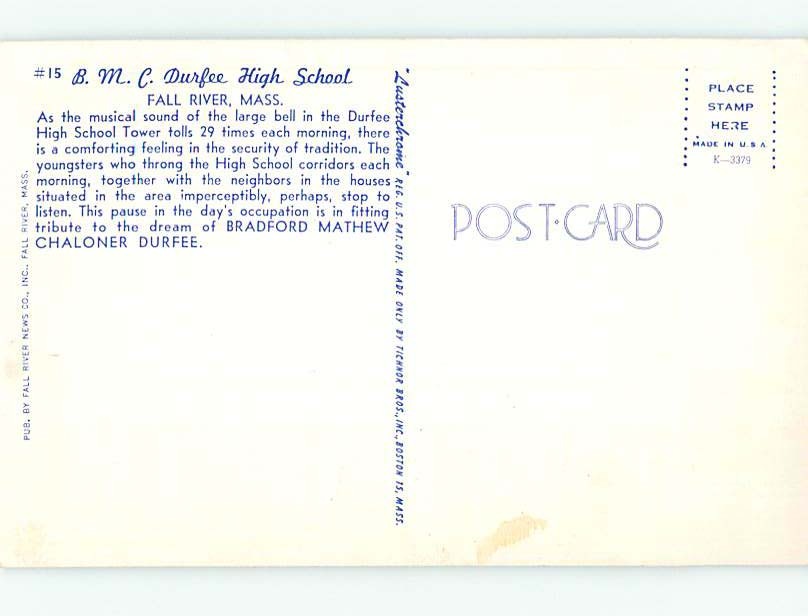 #15 B. M. C. Durfee High School
FALL RIVER, MASS.
As the musical sound of the large bell in the Durfee
High School Tower tolls 29 times each morning, there
is a comforting feeling in the security of tradition. The
youngsters who throng the High School corridors each
morning, together with the neighbors in the houses
situated in the area imperceptibly, perhaps, stop to
listen. This pause in the day's occupation is in fitting
tribute to the dream of BRADFORD MATHEW
CHALONER DURFEE.
PUB. BY FALL RIVER NEWS CO., INC., FALL RIVER, MASS.
"Lusterchrome" REG. U.S. PAT. OFF. MADE ONLY BY TICHNOR BROS., INC., BOSTON 15, MASS.
POST·CARD
PLACE
STAMP
HERE
MADE IN U.S.A
K—3379